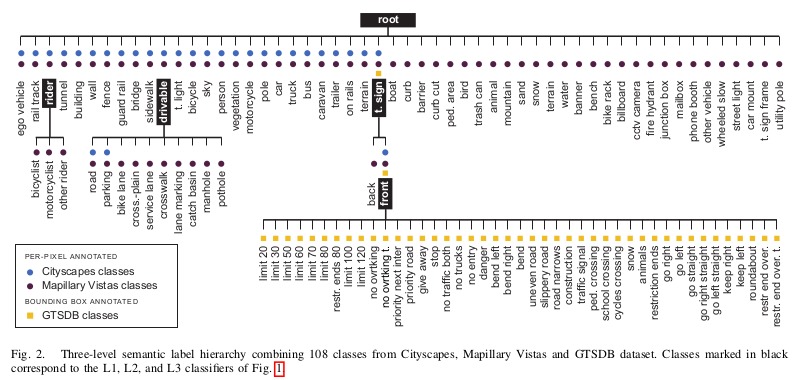 root
ego vehicle
rail track
rider
tunnel
building
wall
fence
guard rail
bridge
sidewalk
drivable
t. light
bicycle
sky
person
vegetation
motorcycle
pole
car
truck
bus
caravan
trailer
on rails
terrain
t. sign
boat
curb
barrier
curb cut
ped. area
bird
trash can
animal
mountain
sand
snow
terrain
water
banner
bench
bike rack
billboard
cctv camera
fire hydrant
junction box
mailbox
phone booth
other vehicle
wheeled slow
street light
car mount
t. sign frame
utility pole
bicyclist
motorcyclist
other rider
road
parking
bike lane
cross.-plain
service lane
crosswalk
lane marking
catch basin
manhole
pothole
back
front
limit 20
limit 30
limit 50
limit 60
limit 70
limit 80
restr. ends 80
limit 100
limit 120
no ovrtking
no ovrtking t.
priority next inter
priority road
give away
stop
no traffic both
no trucks
no entry
danger
bend left
bend right
bend
uneven road
slippery road
road narrows
construction
traffic signal
ped. crossing
school crossing
cycles crossing
snow
animals
restriction ends
go right
go left
go straight
go right straight
go left straight
keep right
keep left
roundabout
restr end over.
restr. end over. t.
PER-PIXEL ANNOTATED
Cityscapes classes
Mapillary Vistas classes
BOUNDING BOX ANNOTATED
GTSDB classes
Fig. 2. Three-level semantic label hierarchy combining 108 classes from Cityscapes, Mapillary Vistas and GTSDB dataset. Classes marked in black
correspond to the L1, L2, and L3 classifiers of Fig. 1